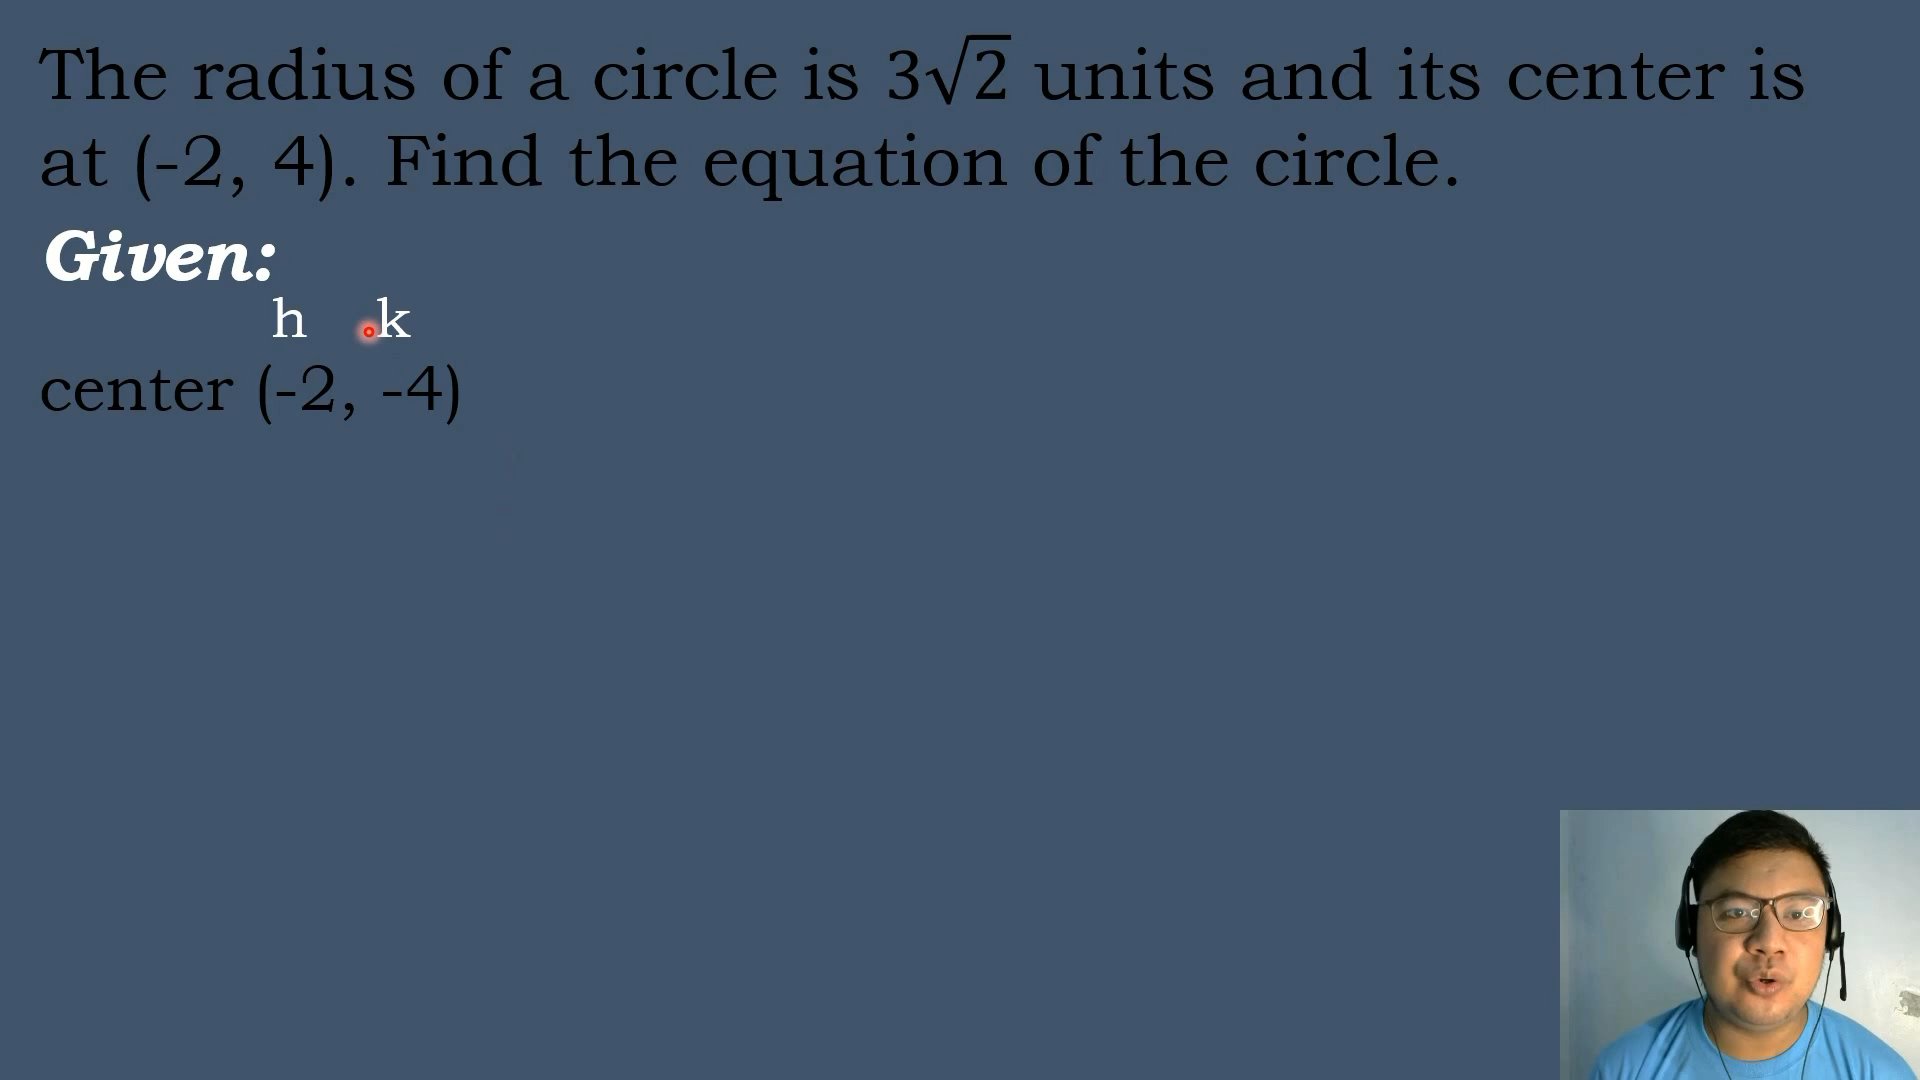 The radius of a circle is 3√2 units and its center is
at (-2, 4). Find the equation of the circle.
Given:
h k
center (-2, -4)